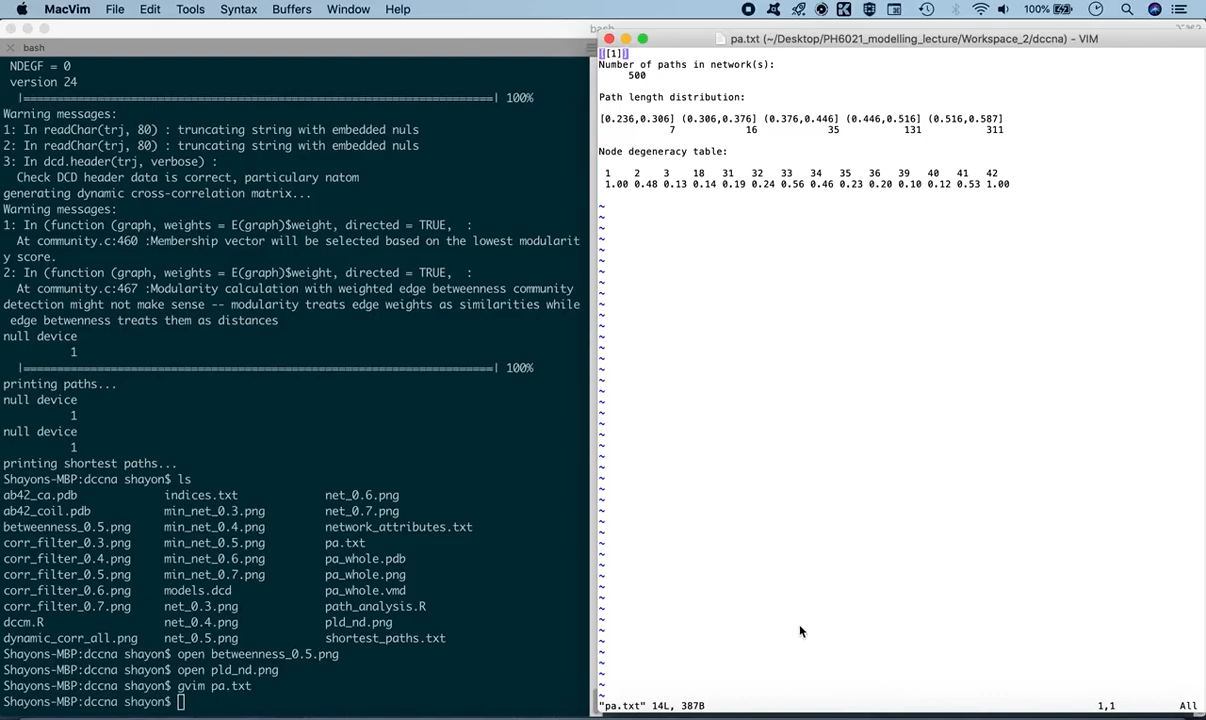 MacVim File Edit Tools Syntax Buffers Window Help 100%
bash
bash
NDEGF = 0
version 24
|=====================================================================| 100%
Warning messages:
1: In readChar(trj, 80) : truncating string with embedded nuls
2: In readChar(trj, 80) : truncating string with embedded nuls
3: In dcd.header(trj, verbose) :
Check DCD header data is correct, particulary natom
generating dynamic cross-correlation matrix...
Warning messages:
1: In (function (graph, weights = E(graph)$weight, directed = TRUE,  :
At community.c:460 :Membership vector will be selected based on the lowest modularit
y score.
2: In (function (graph, weights = E(graph)$weight, directed = TRUE,  :
At community.c:467 :Modularity calculation with weighted edge betweenness community
detection might not make sense -- modularity treats edge weights as similarities while
edge betwenness treats them as distances
null device
1
|=====================================================================| 100%
printing paths...
null device
1
null device
1
printing shortest paths...
Shayons-MBP:dccna shayon$ ls
ab42_ca.pdb indices.txt net_0.6.png
ab42_coil.pdb min_net_0.3.png net_0.7.png
betweenness_0.5.png min_net_0.4.png network_attributes.txt
corr_filter_0.3.png min_net_0.5.png pa.txt
corr_filter_0.4.png min_net_0.6.png pa_whole.pdb
corr_filter_0.5.png min_net_0.7.png pa_whole.png
corr_filter_0.6.png models.dcd pa_whole.vmd
corr_filter_0.7.png net_0.3.png path_analysis.R
dccm.R net_0.4.png pld_nd.png
dynamic_corr_all.png net_0.5.png shortest_paths.txt
Shayons-MBP:dccna shayon$ open betweenness_0.5.png
Shayons-MBP:dccna shayon$ open pld_nd.png
Shayons-MBP:dccna shayon$ gvim pa.txt
Shayons-MBP:dccna shayon$
pa.txt (~/Desktop/PH6021_modelling_lecture/Workspace_2/dccna) - VIM
[[1]]
Number of paths in network(s):
500
Path length distribution:
[0.236,0.306] (0.306,0.376] (0.376,0.446] (0.446,0.516] (0.516,0.587]
7 16 35 131 311
Node degeneracy table:
1 2 3 18 31 32 33 34 35 36 39 40 41 42
1.00 0.48 0.13 0.14 0.19 0.24 0.56 0.46 0.23 0.20 0.10 0.12 0.53 1.00
"pa.txt" 14L, 387B 1,1 All